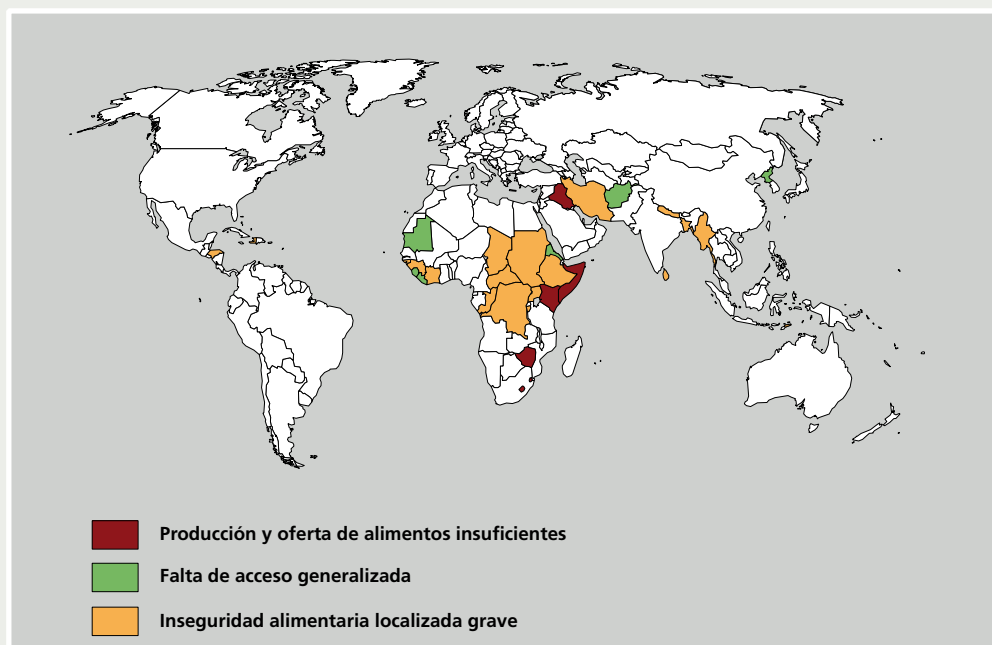 Producción y oferta de alimentos insuficientes
Falta de acceso generalizada
Inseguridad alimentaria localizada grave